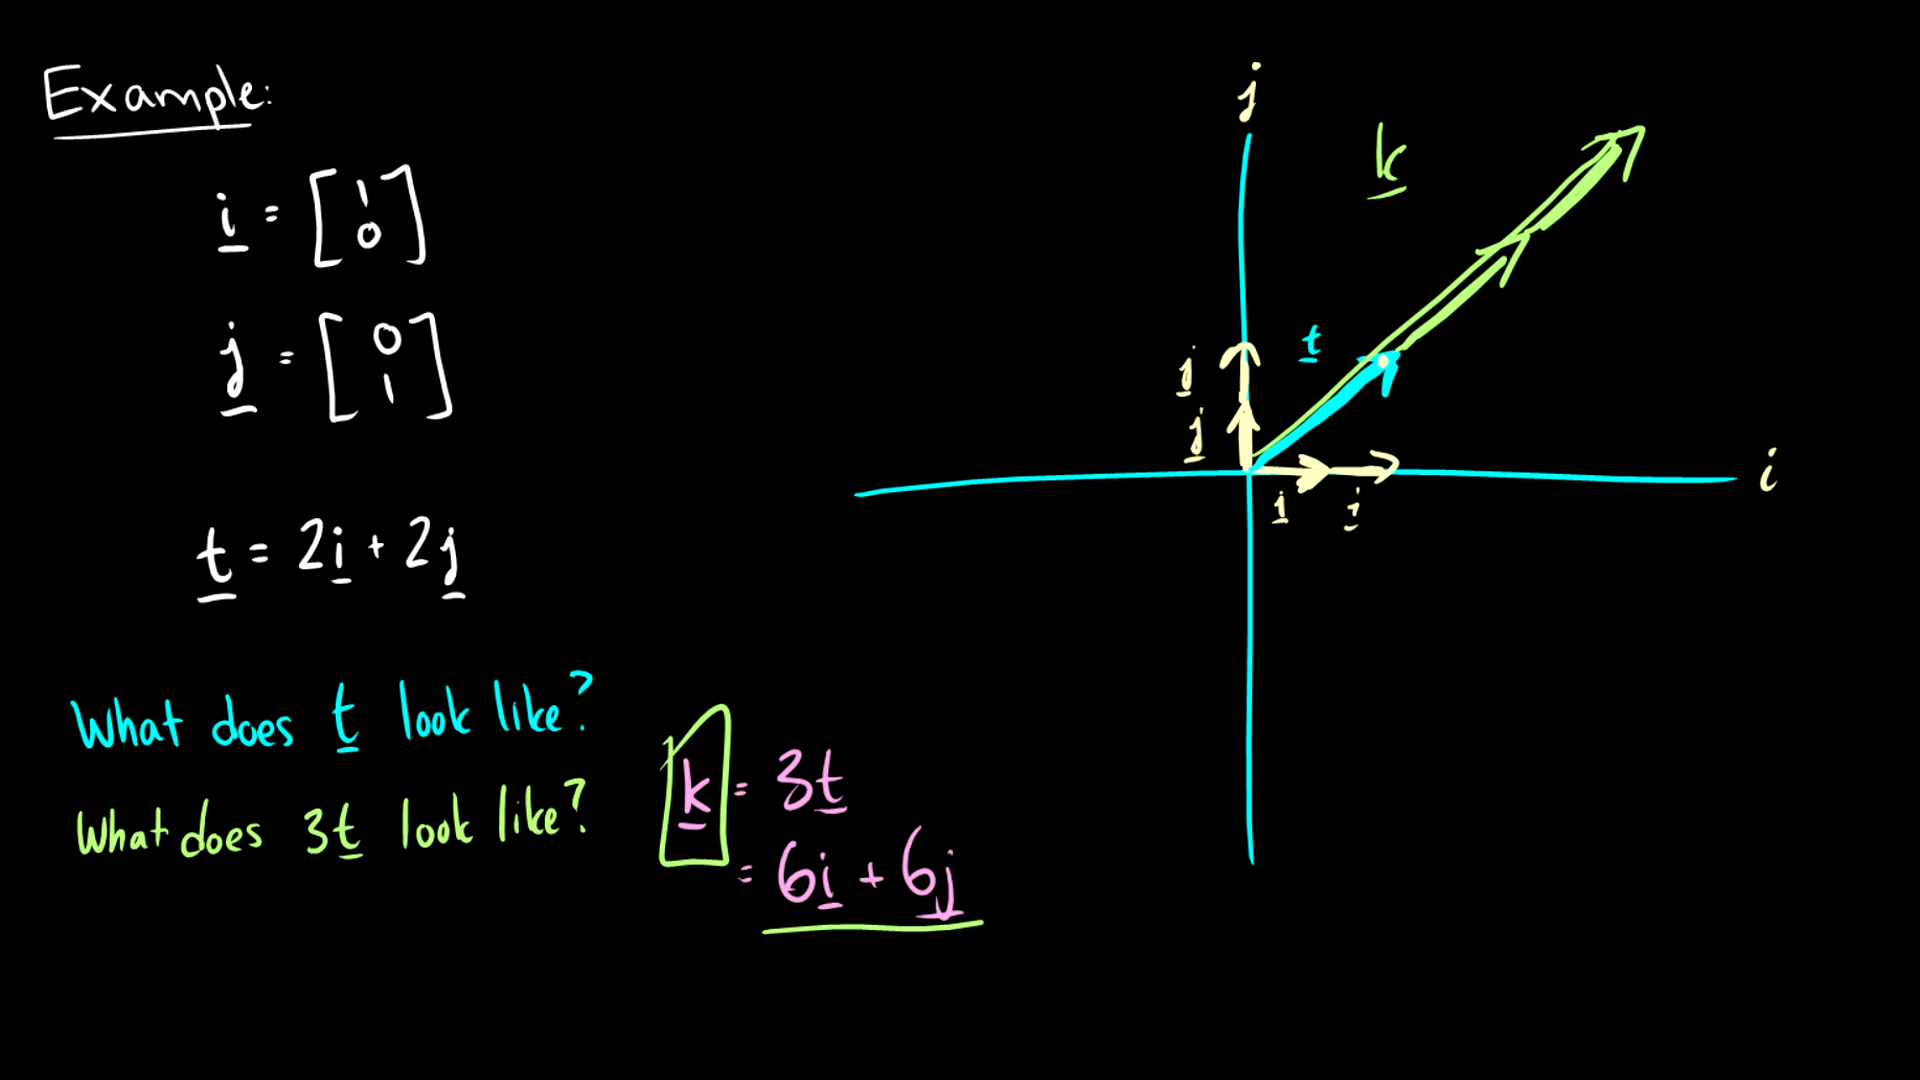 Example:
i = [1 0]
j = [0 1]
t = 2i + 2j
What does t look like?
What does 3t look like?
k = 3t
= 6i + 6j
j
k
t
j
j
i
i i